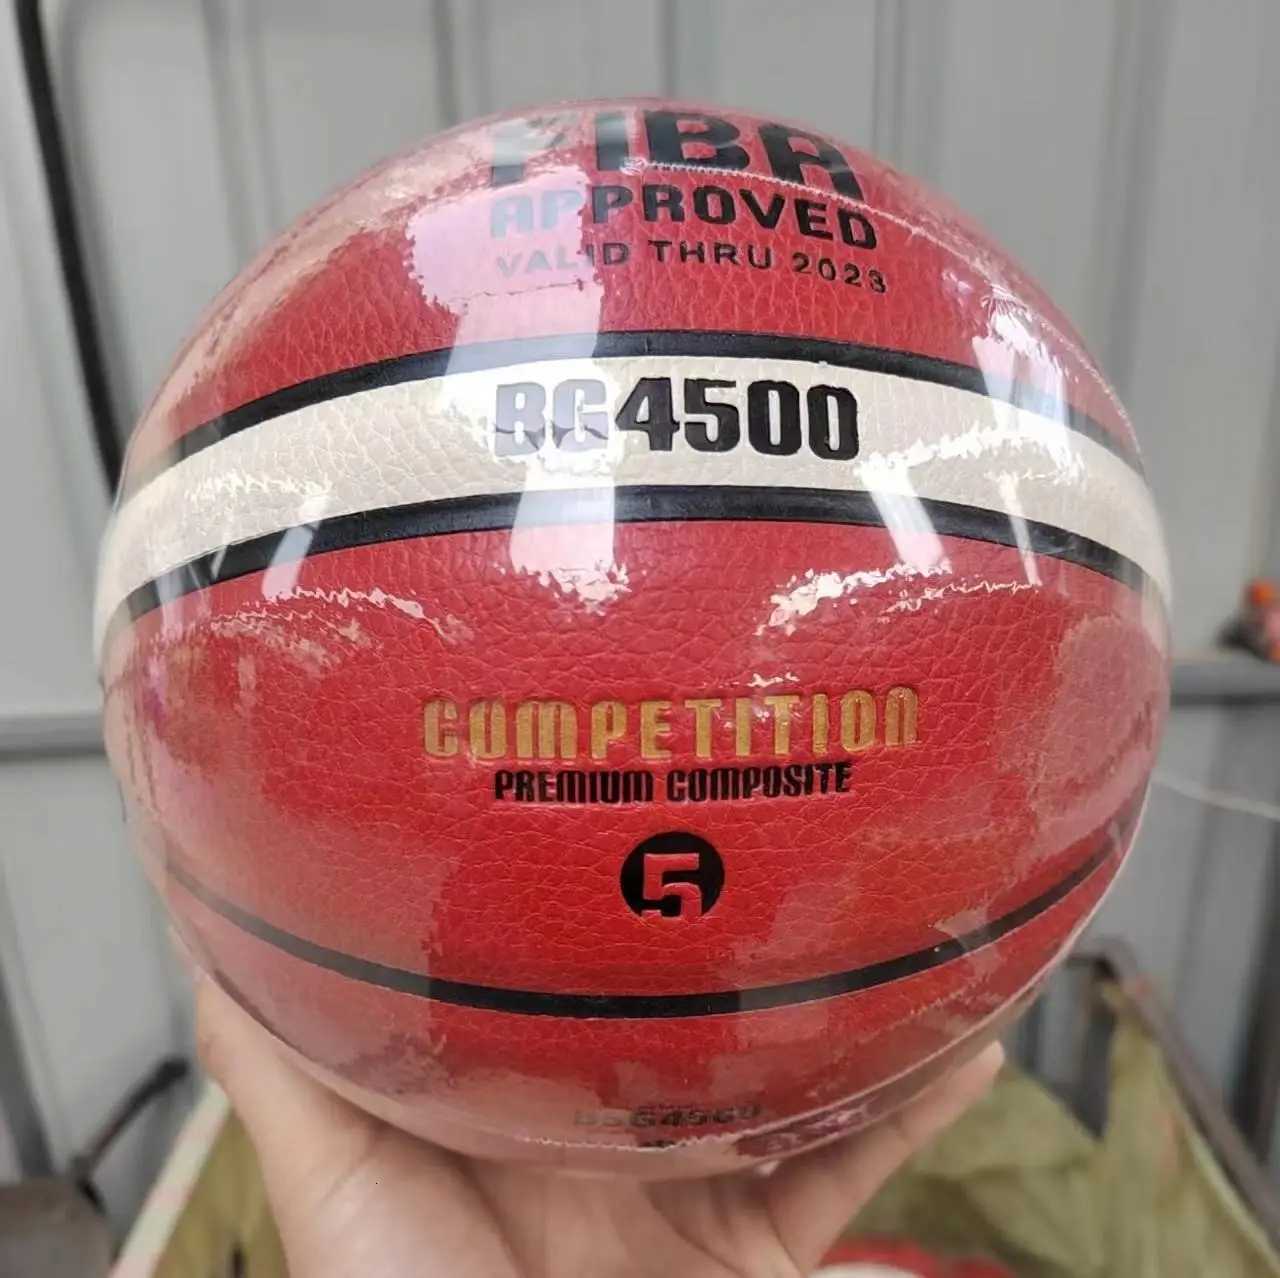 FIBA
APPROVED
VALID THRU 2023
BG4500
COMPETITION
PREMIUM COMPOSITE
5